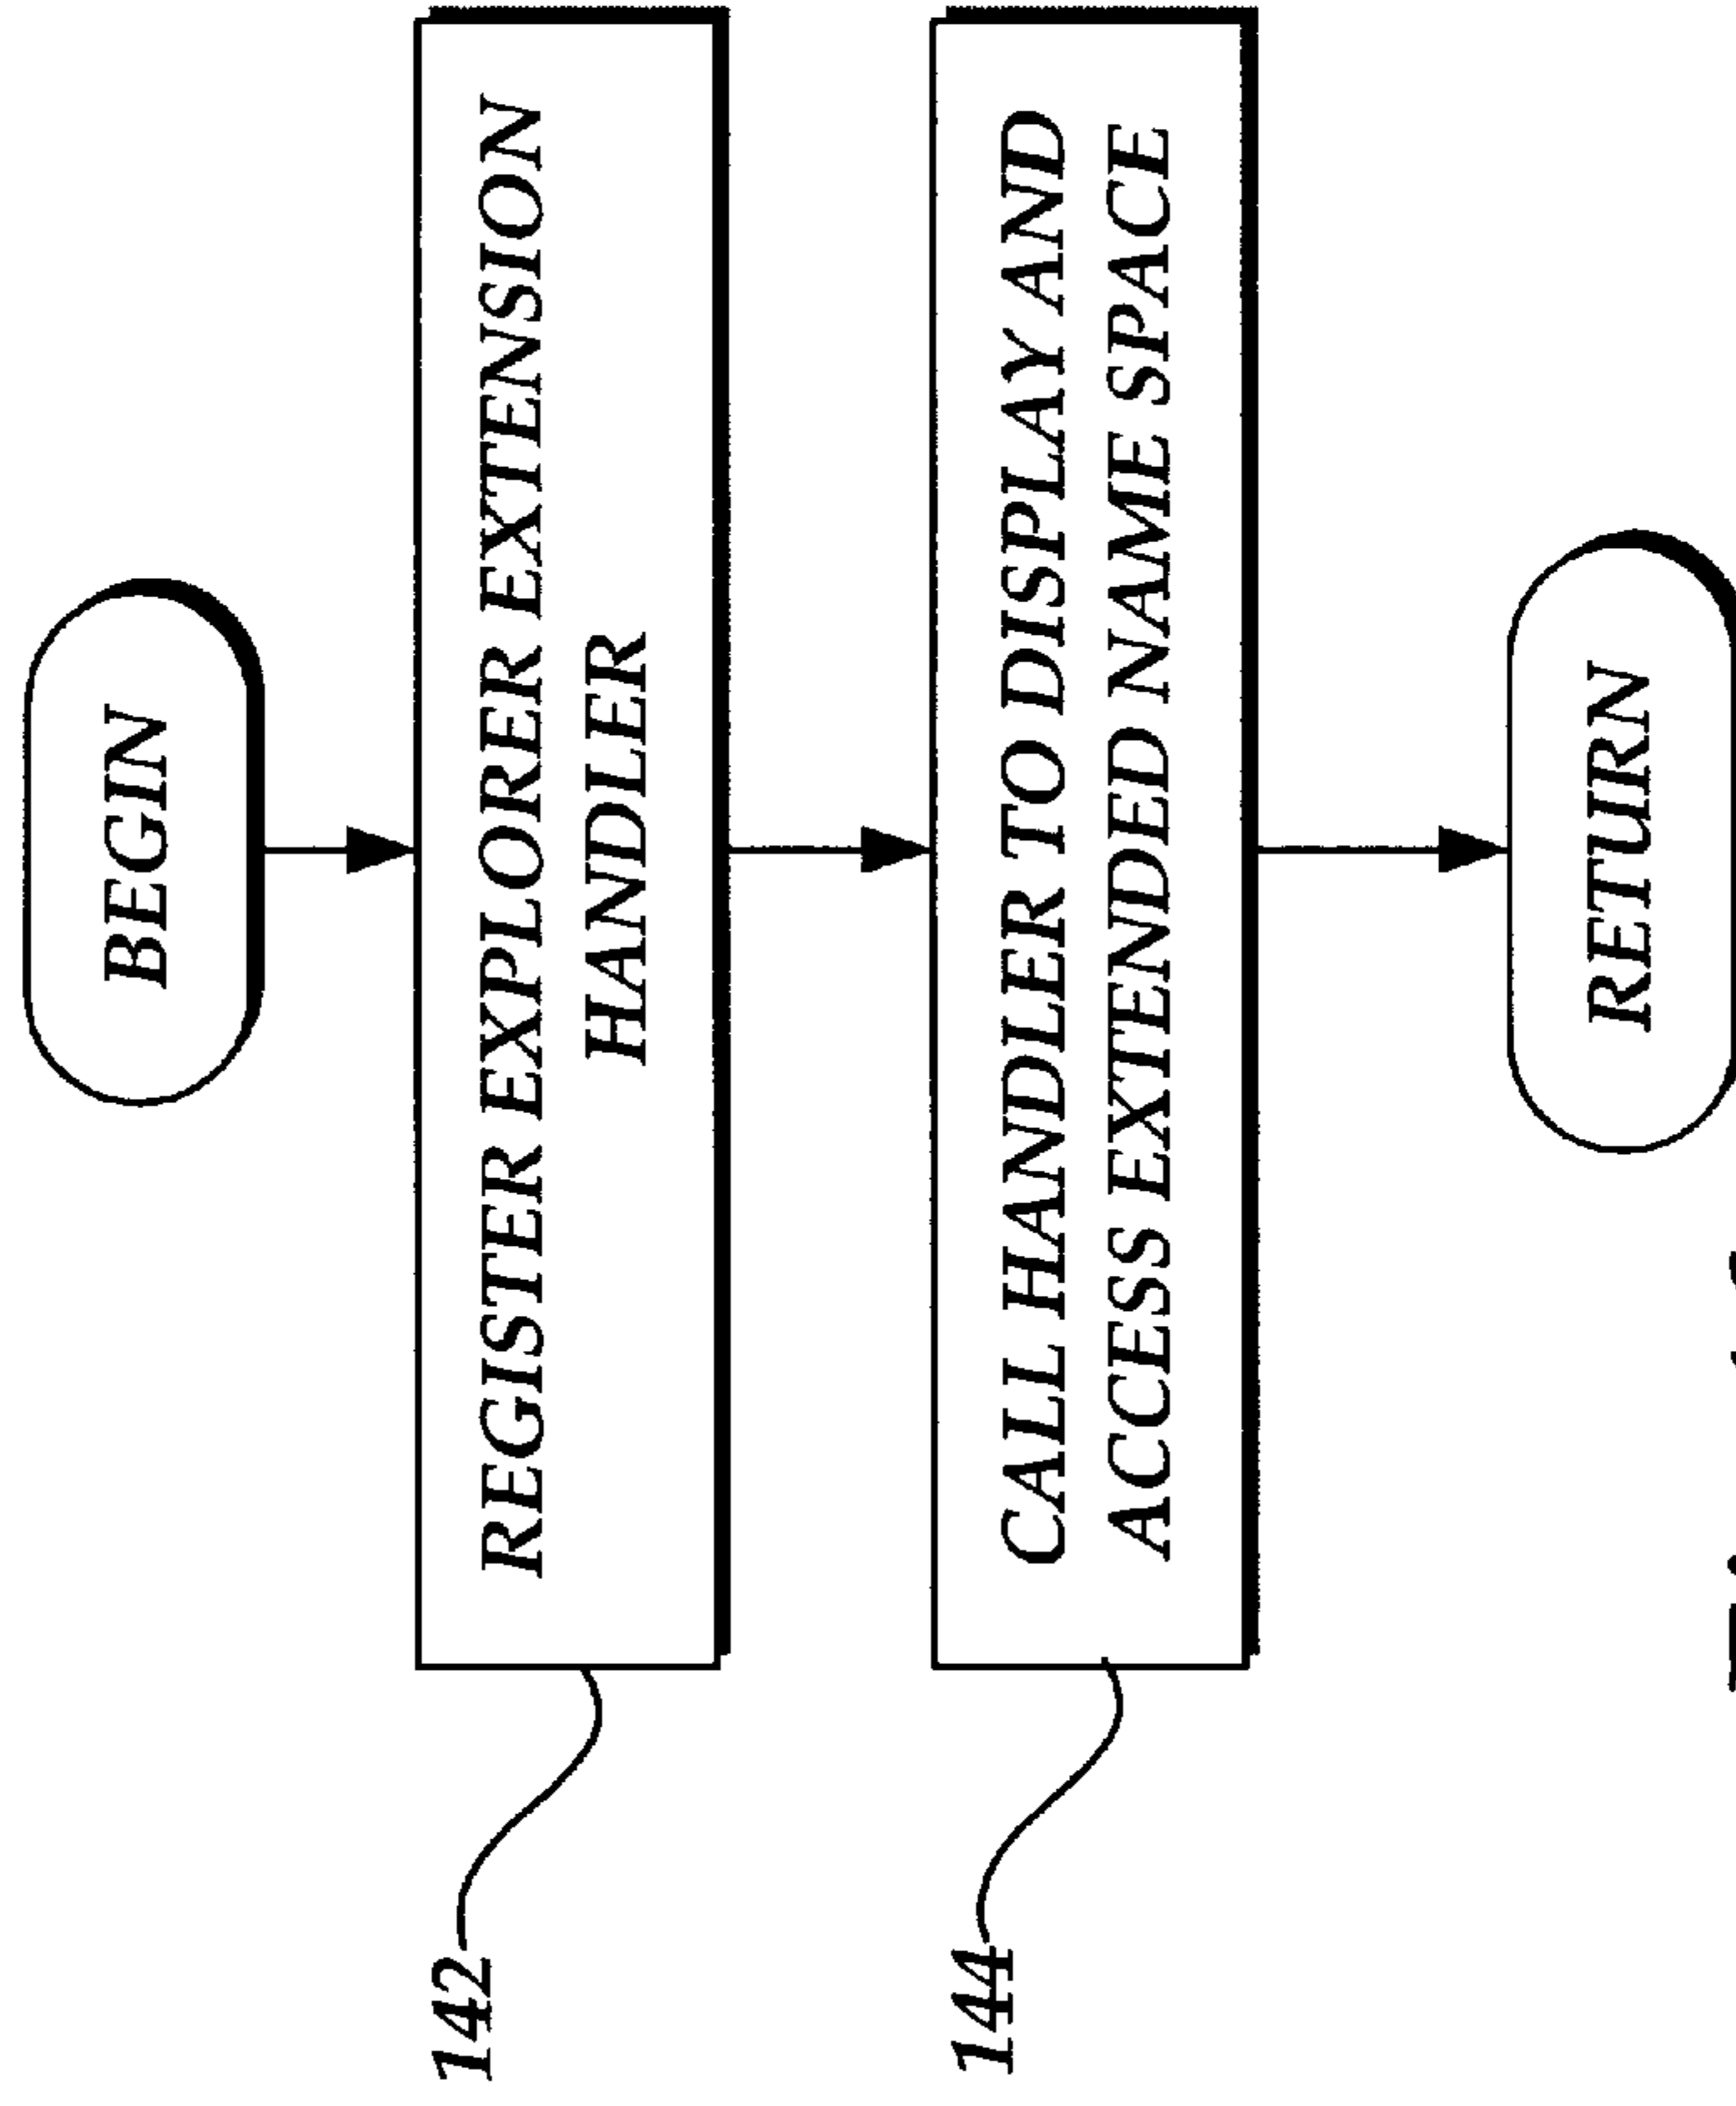 BEGIN
REGISTER EXPLORER EXTENSION
HANDLER
142
CALL HANDLER TO DISPLAY AND
ACCESS EXTENDED NAME SPACE
144
RETURN